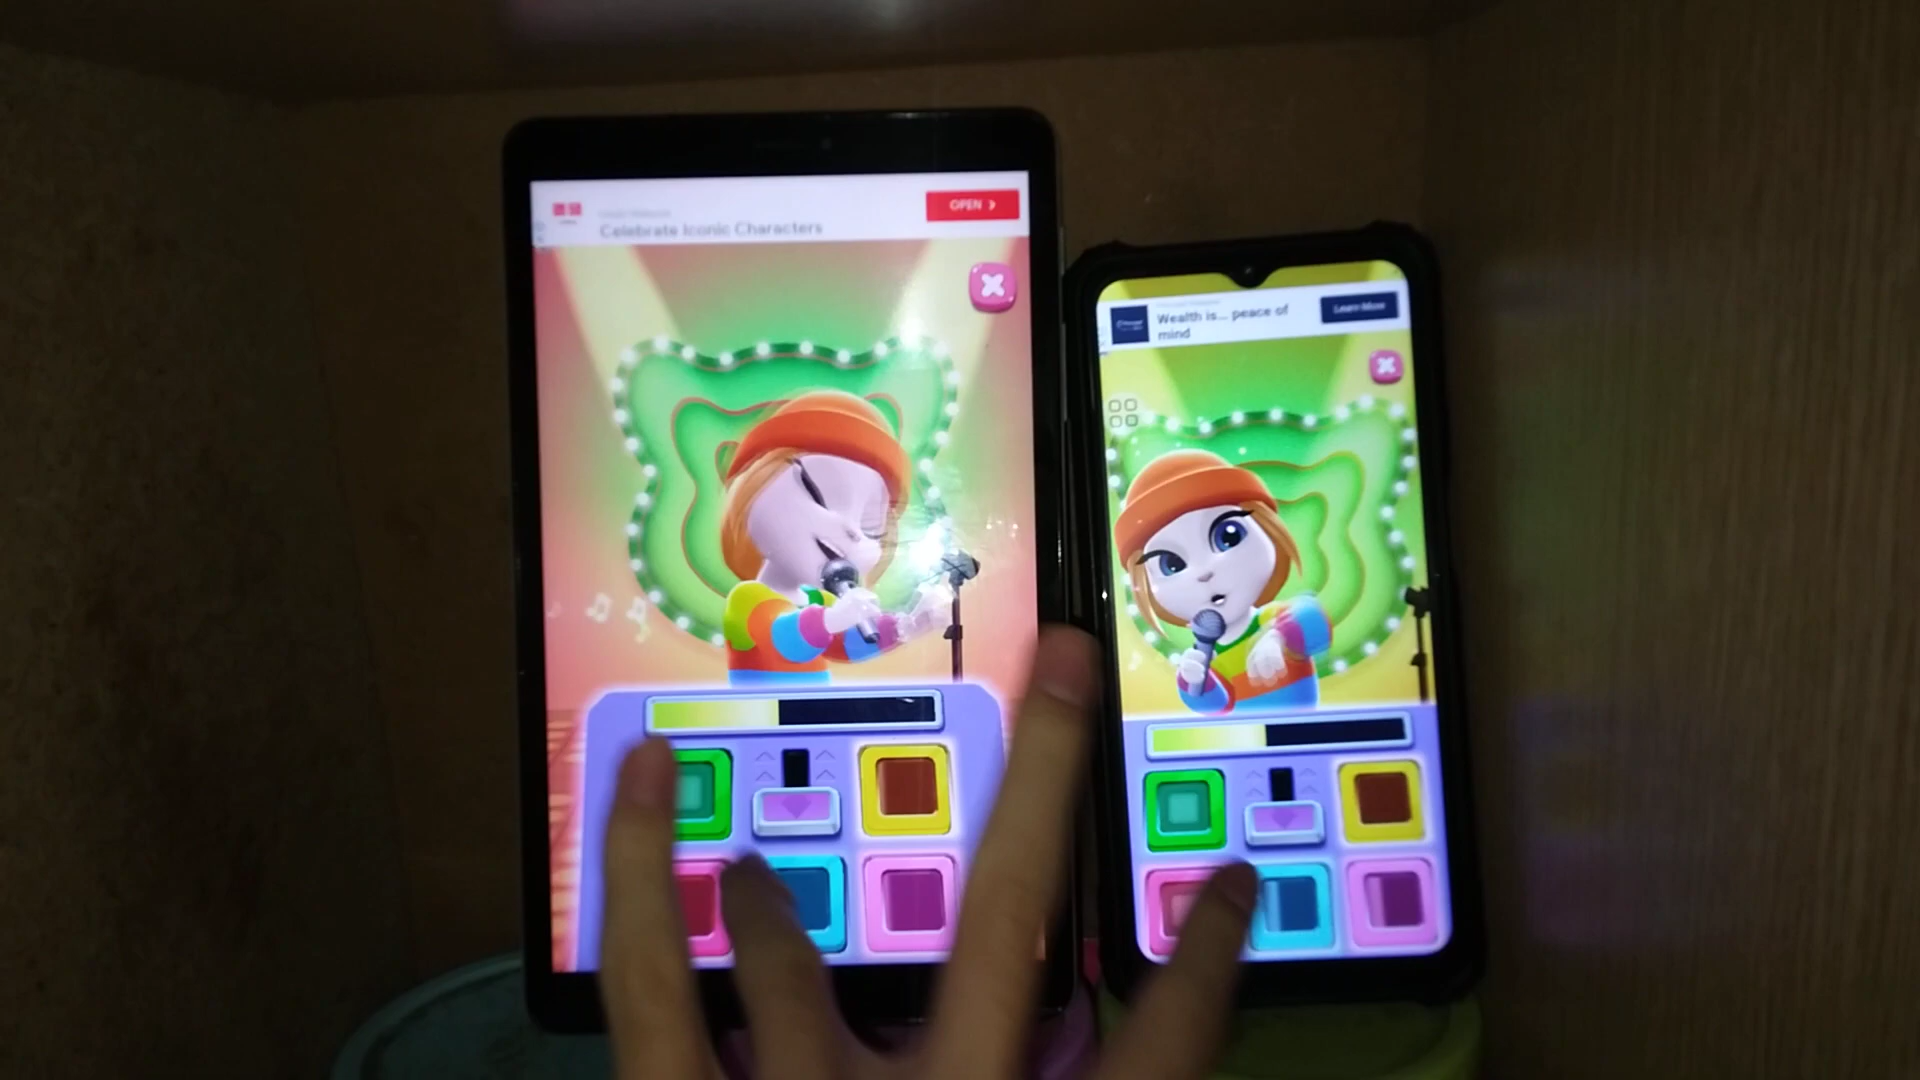 Celebrate Iconic Characters
OPEN
Wealth is... peace of
mind
Learn More